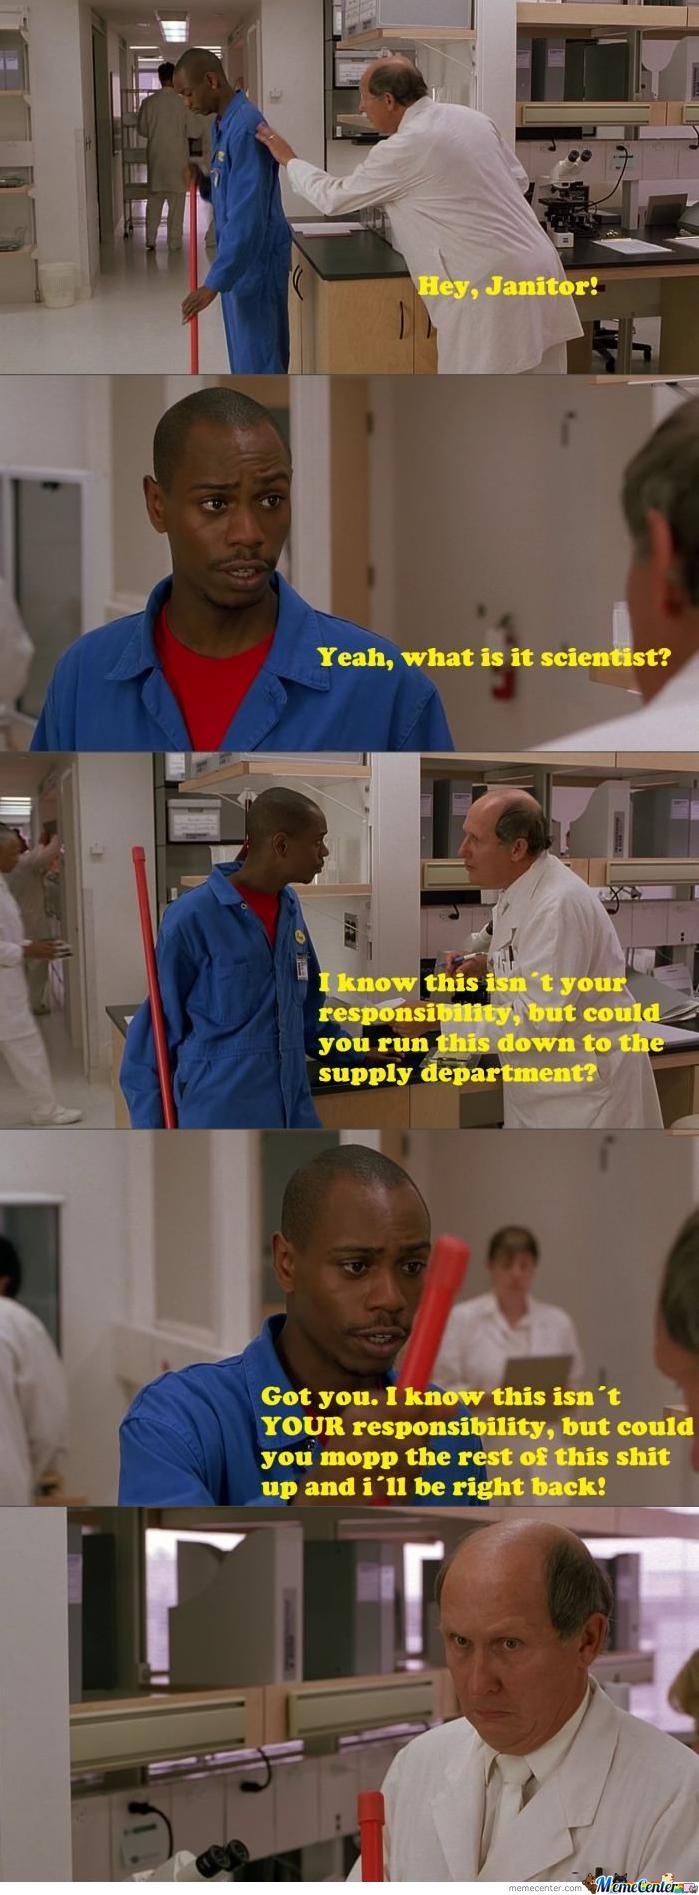 Hey, Janitor!
Yeah, what is it scientist?
I know this isn´t your
responsibility, but could
you run this down to the
supply department?
Got you. I know this isn´t
YOUR responsibility, but could
you mopp the rest of this shit
up and i´ll be right back!
memecenter.com MemeCenter